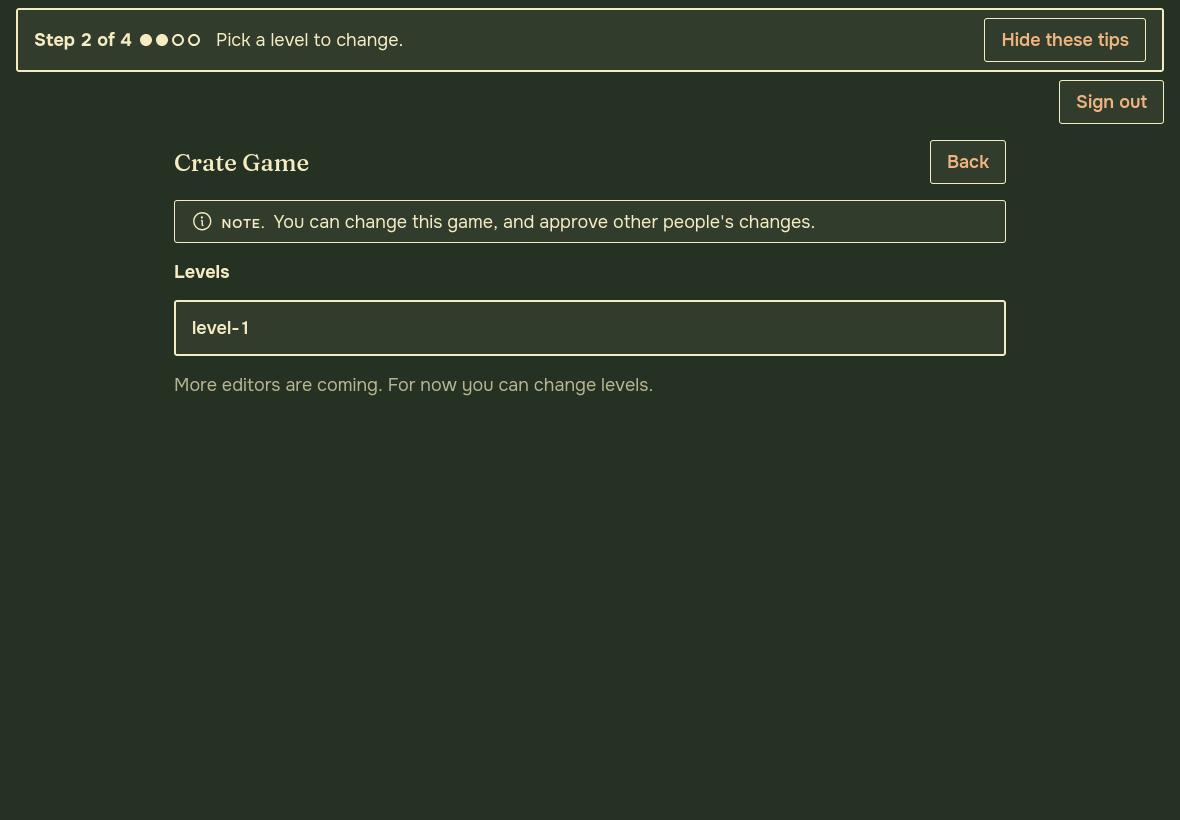 Step 2 of 4 Pick a level to change. Hide these tips
Sign out
Crate Game Back
NOTE. You can change this game, and approve other people's changes.
Levels
level-1
More editors are coming. For now you can change levels.